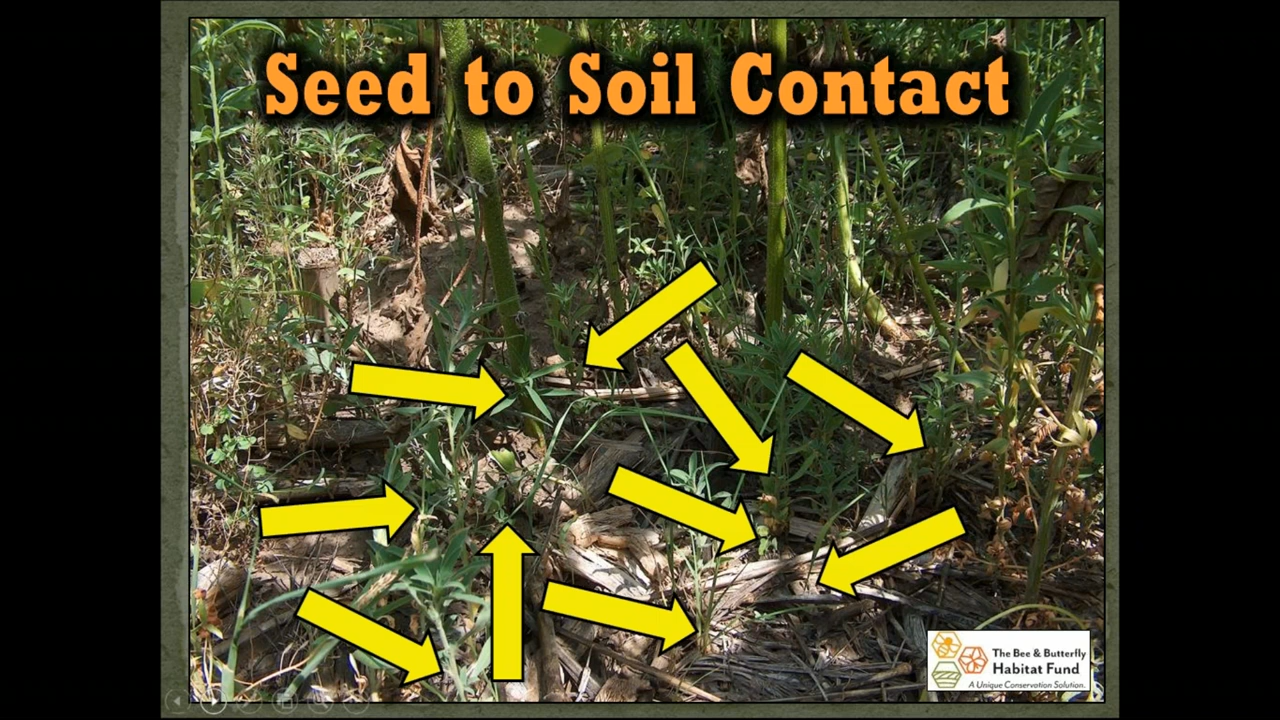 Seed to Soil Contact
The Bee & Butterfly
Habitat Fund
A Unique Conservation Solution.